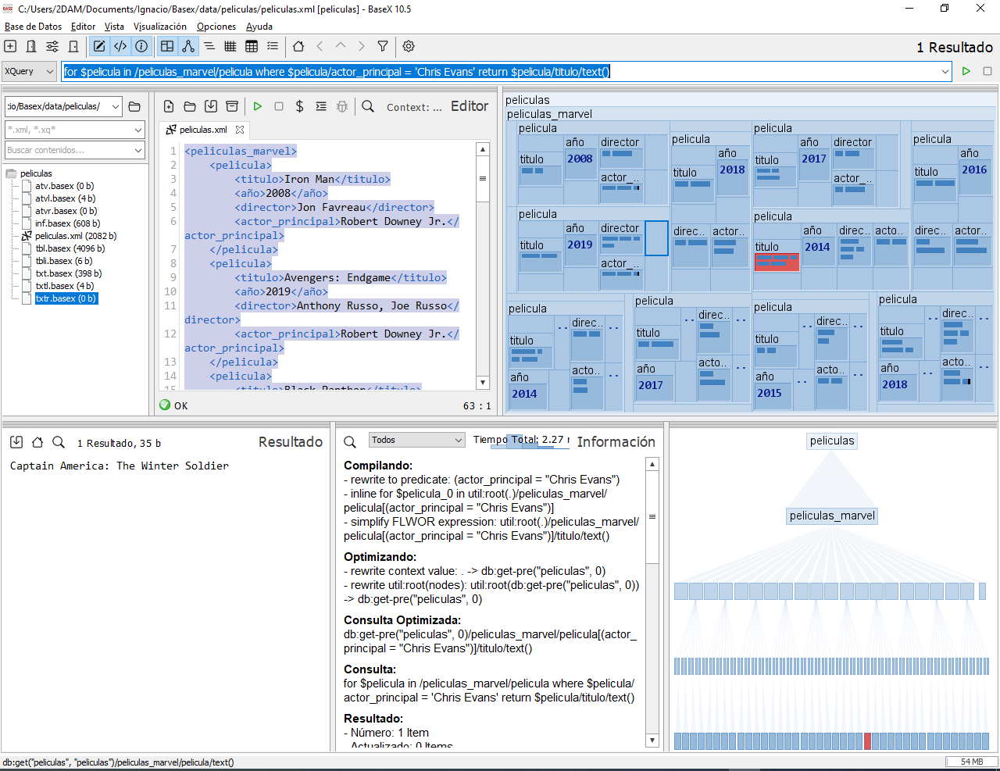 C:/Users/2DAM/Documents/Ignacio/Basex/data/peliculas/peliculas.xml [peliculas] - BaseX 10.5
Base de Datos Editor Vista Visualización Opciones Ayuda
1 Resultado
XQuery
for $pelicula in /peliculas_marvel/pelicula where $pelicula/actor_principal = 'Chris Evans' return $pelicula/titulo/text()
:io/Basex/data/peliculas/
*.xml, *.xq*
Buscar contenidos...
peliculas
atv.basex (0 b)
atvl.basex (4 b)
atvr.basex (0 b)
inf.basex (608 b)
peliculas.xml (2082 b)
tbl.basex (4096 b)
tbli.basex (6 b)
txt.basex (398 b)
txtl.basex (4 b)
txtr.basex (0 b)
Context: ... Editor
peliculas.xml
1 <peliculas_marvel>
2 <pelicula>
3 <titulo>Iron Man</titulo>
4 <año>2008</año>
5 <director>Jon Favreau</director>
6 <actor_principal>Robert Downey Jr.</
actor_principal>
7 </pelicula>
8 <pelicula>
9 <titulo>Avengers: Endgame</titulo>
10 <año>2019</año>
11 <director>Anthony Russo, Joe Russo</
director>
12 <actor_principal>Robert Downey Jr.</
actor_principal>
13 </pelicula>
14 <pelicula>
15 <titulo>Black Panther</titulo>
OK
63 : 1
peliculas
peliculas_marvel
pelicula
titulo
año
2008
director
actor_...
pelicula
titulo
año
2018
direc...
actor...
pelicula
titulo
año
2017
director
actor_...
pelicula
titulo
año
2016
direc...
actor...
pelicula
titulo
año
2019
director
actor_...
pelicula
titulo
año
2014
direc...
acto...
pelicula
titulo
año
2014
direc...
acto...
pelicula
titulo
año
2017
direc...
acto...
pelicula
titulo
año
2015
direc...
acto...
pelicula
titulo
año
2018
direc...
acto...
1 Resultado, 35 b Resultado
Captain America: The Winter Soldier
Todos
Tiempo Total: 2.27
Información
Compilando:
- rewrite to predicate: (actor_principal = "Chris Evans")
- inline for $pelicula_0 in util:root(.)/peliculas_marvel/
pelicula[(actor_principal = "Chris Evans")]
- simplify FLWOR expression: util:root(.)/peliculas_marvel/
pelicula[(actor_principal = "Chris Evans")]/titulo/text()
Optimizando:
- rewrite context value: . -> db:get-pre("peliculas", 0)
- rewrite util:root(nodes): util:root(db:get-pre("peliculas", 0))
-> db:get-pre("peliculas", 0)
Consulta Optimizada:
db:get-pre("peliculas", 0)/peliculas_marvel/pelicula[(actor_
principal = "Chris Evans")]/titulo/text()
Consulta:
for $pelicula in /peliculas_marvel/pelicula where $pelicula/
actor_principal = 'Chris Evans' return $pelicula/titulo/text()
Resultado:
- Número: 1 Item
- Actualizado: 0 Items
peliculas
peliculas_marvel
db:get("peliculas", "peliculas")/peliculas_marvel/pelicula/text()
54 MB